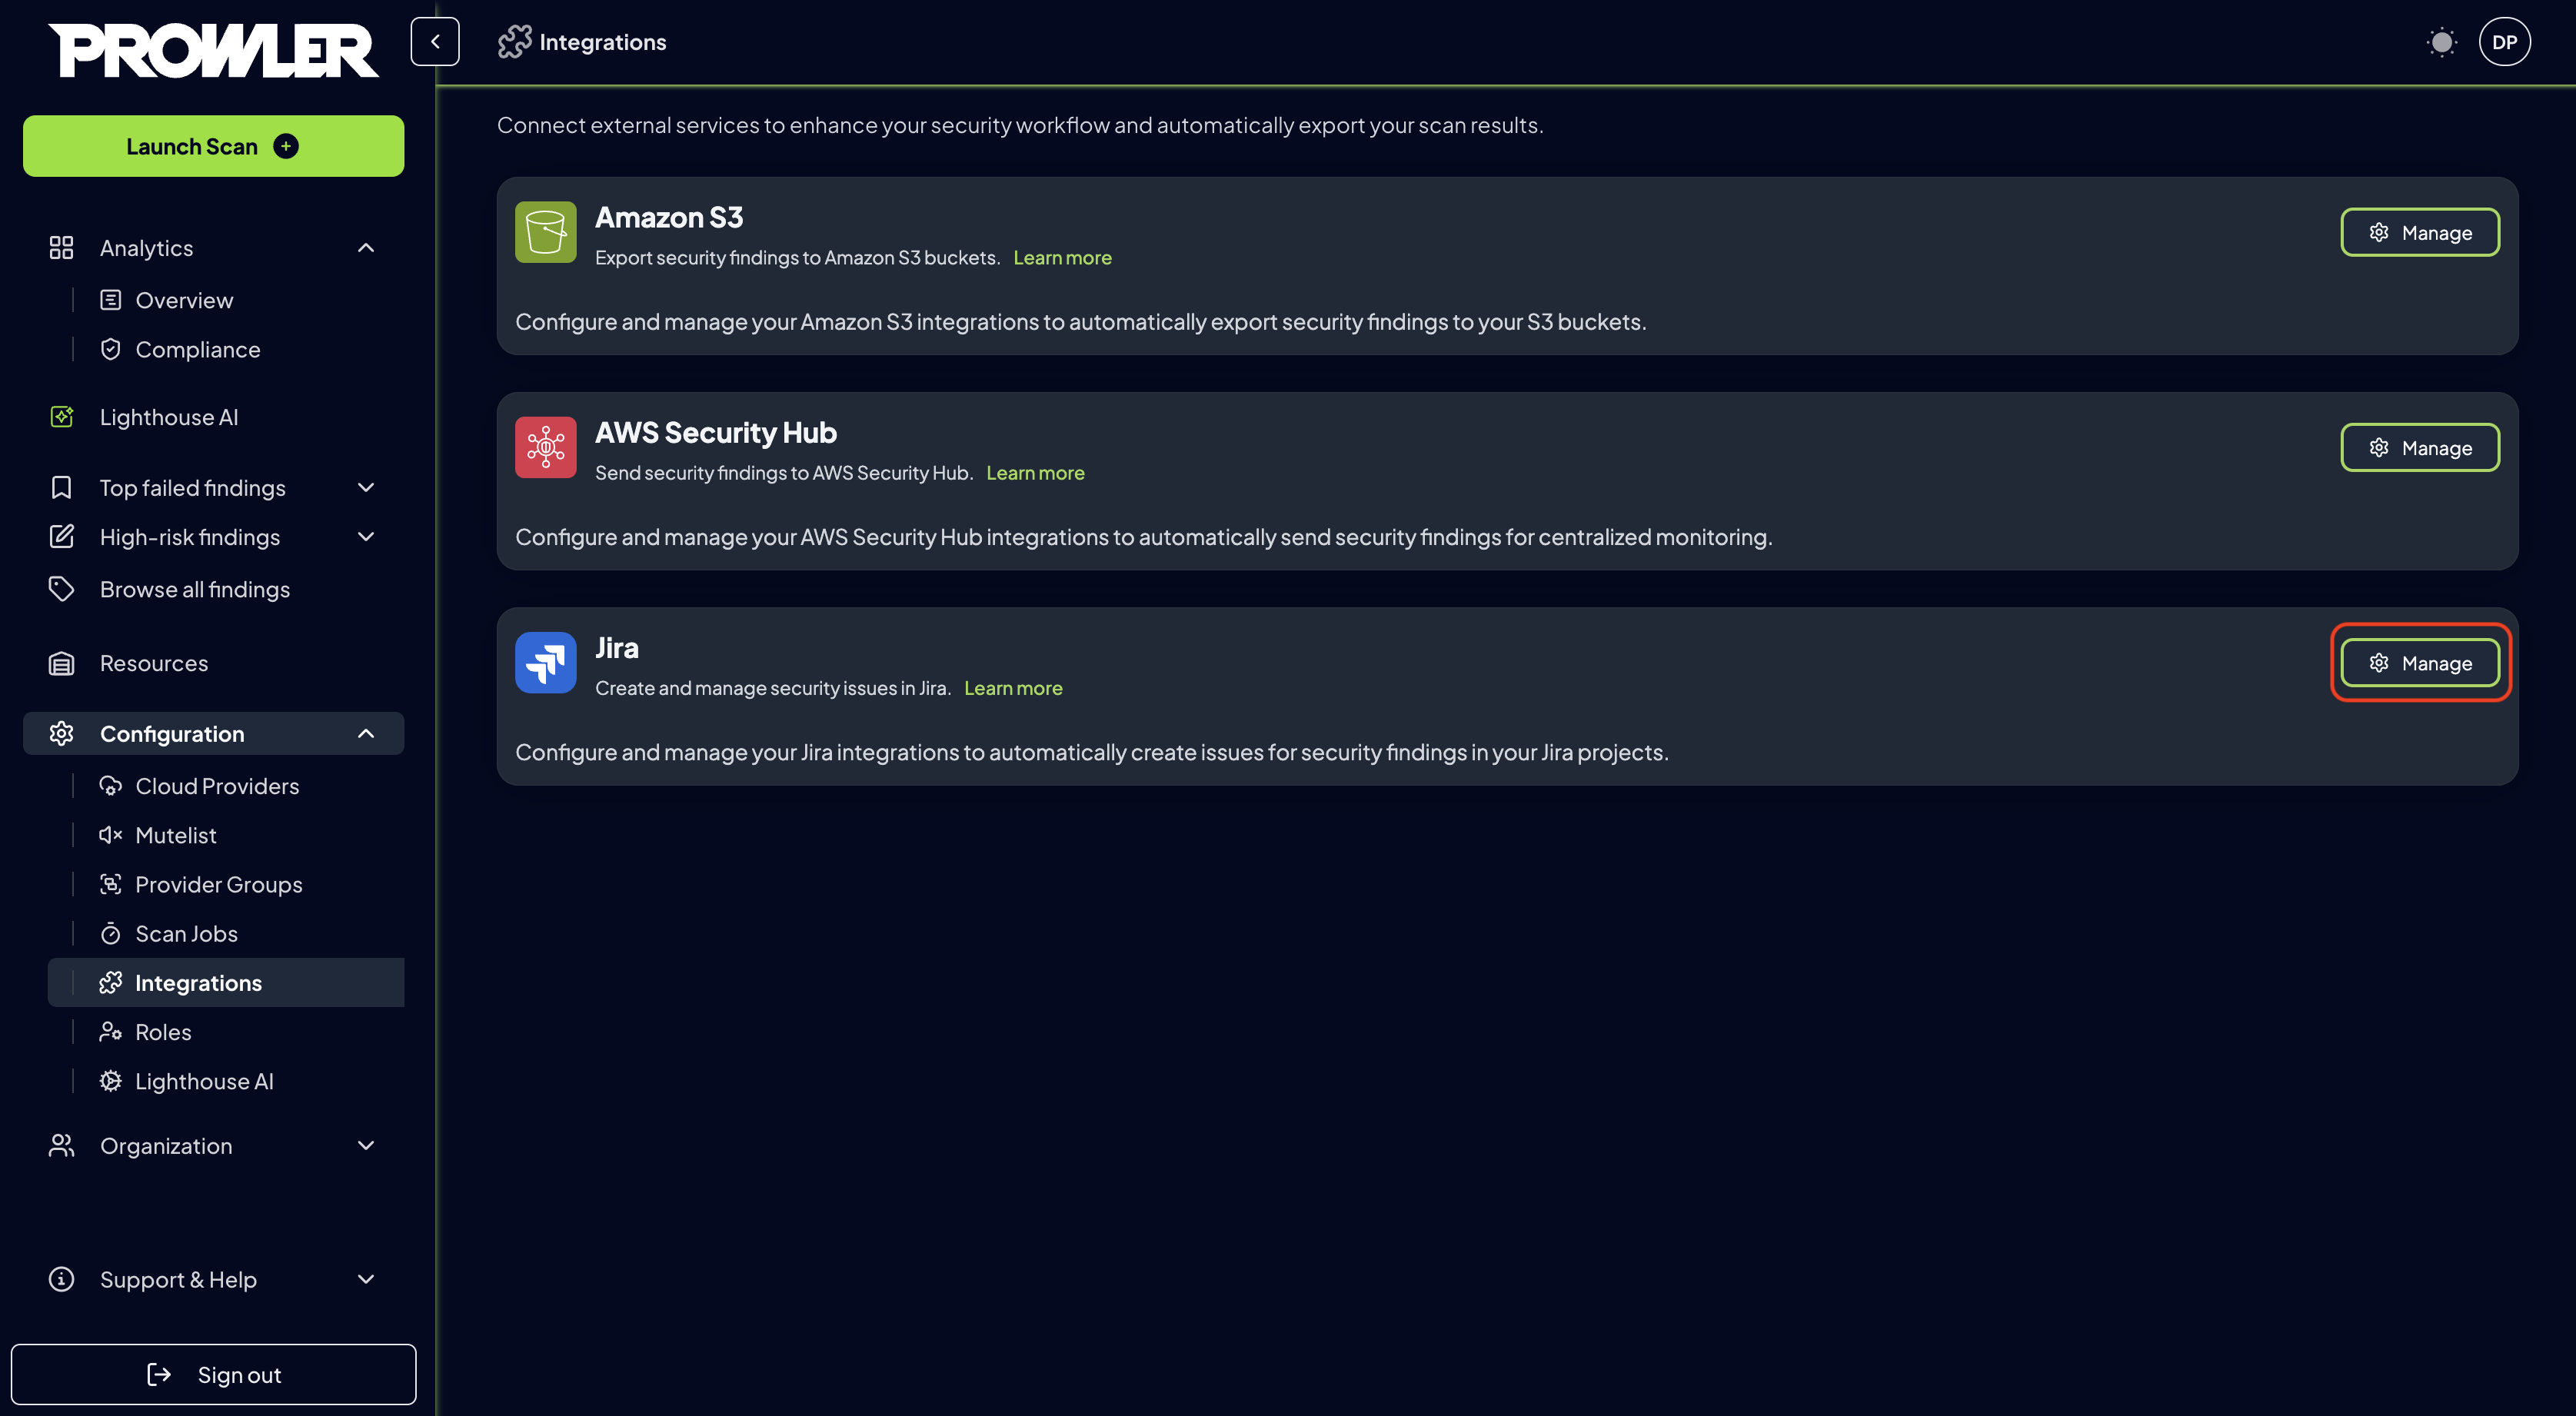 PROWLER
Launch Scan
Analytics
Overview
Compliance
Lighthouse AI
Top failed findings
High-risk findings
Browse all findings
Resources
Configuration
Cloud Providers
Mutelist
Provider Groups
Scan Jobs
Integrations
Roles
Lighthouse AI
Organization
Support & Help
Sign out
Integrations
DP
Connect external services to enhance your security workflow and automatically export your scan results.
Amazon S3
Export security findings to Amazon S3 buckets. Learn more
Manage
Configure and manage your Amazon S3 integrations to automatically export security findings to your S3 buckets.
AWS Security Hub
Send security findings to AWS Security Hub. Learn more
Manage
Configure and manage your AWS Security Hub integrations to automatically send security findings for centralized monitoring.
Jira
Create and manage security issues in Jira. Learn more
Manage
Configure and manage your Jira integrations to automatically create issues for security findings in your Jira projects.